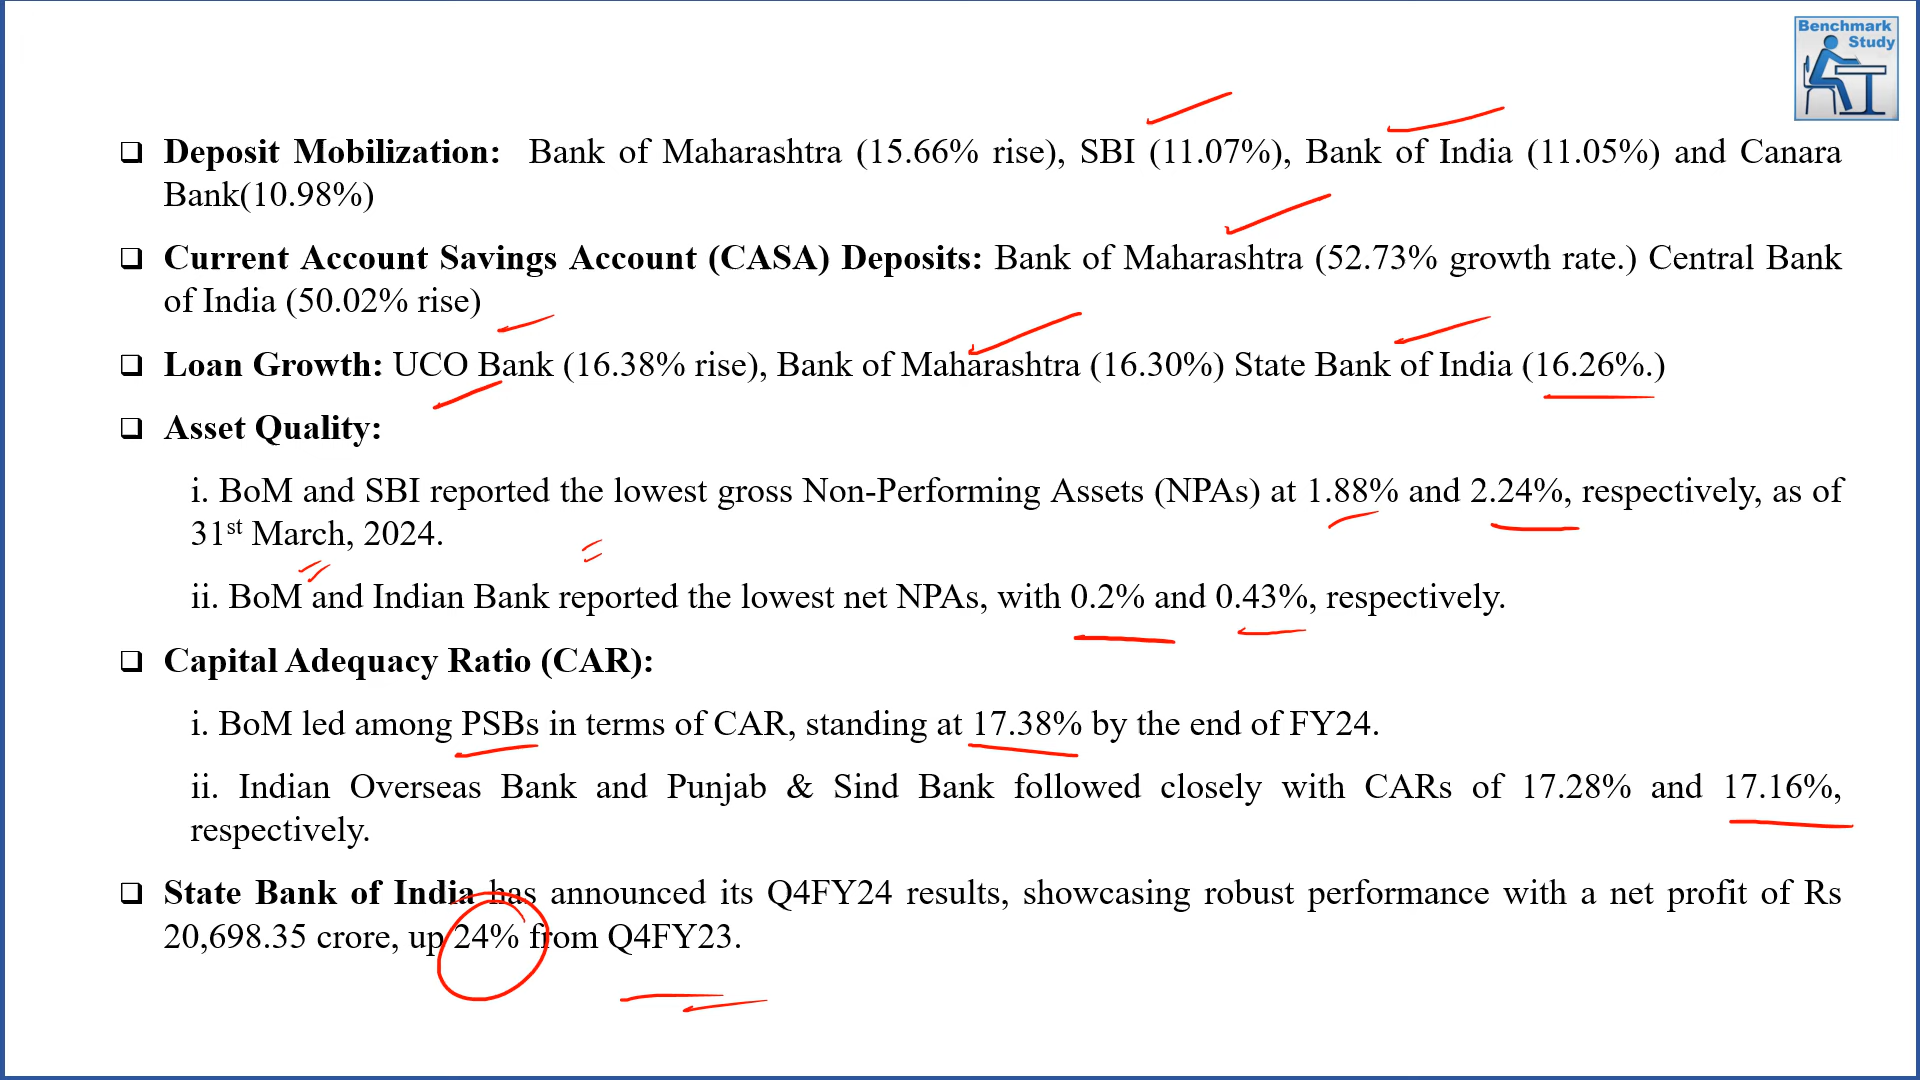 Benchmark
Study
❑ Deposit Mobilization: Bank of Maharashtra (15.66% rise), SBI (11.07%), Bank of India (11.05%) and Canara
Bank(10.98%)
❑ Current Account Savings Account (CASA) Deposits: Bank of Maharashtra (52.73% growth rate.) Central Bank
of India (50.02% rise)
❑ Loan Growth: UCO Bank (16.38% rise), Bank of Maharashtra (16.30%) State Bank of India (16.26%.)
❑ Asset Quality:
i. BoM and SBI reported the lowest gross Non-Performing Assets (NPAs) at 1.88% and 2.24%, respectively, as of
31st March, 2024.
ii. BoM and Indian Bank reported the lowest net NPAs, with 0.2% and 0.43%, respectively.
❑ Capital Adequacy Ratio (CAR):
i. BoM led among PSBs in terms of CAR, standing at 17.38% by the end of FY24.
ii. Indian Overseas Bank and Punjab & Sind Bank followed closely with CARs of 17.28% and 17.16%,
respectively.
❑ State Bank of India has announced its Q4FY24 results, showcasing robust performance with a net profit of Rs
20,698.35 crore, up 24% from Q4FY23.